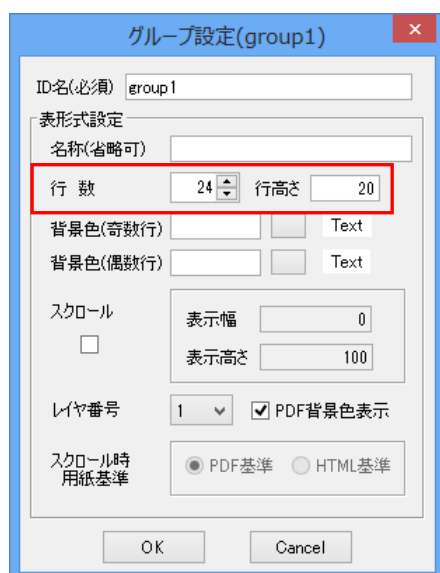 グループ設定(group1)
ID名(必須) group1
表形式設定
名称(省略可)
行 数 24 行高さ 20
背景色(奇数行) Text
背景色(偶数行) Text
スクロール
表示幅 0
表示高さ 100
レイヤ番号 1 PDF背景色表示
スクロール時
用紙基準
PDF基準 HTML基準
OK Cancel